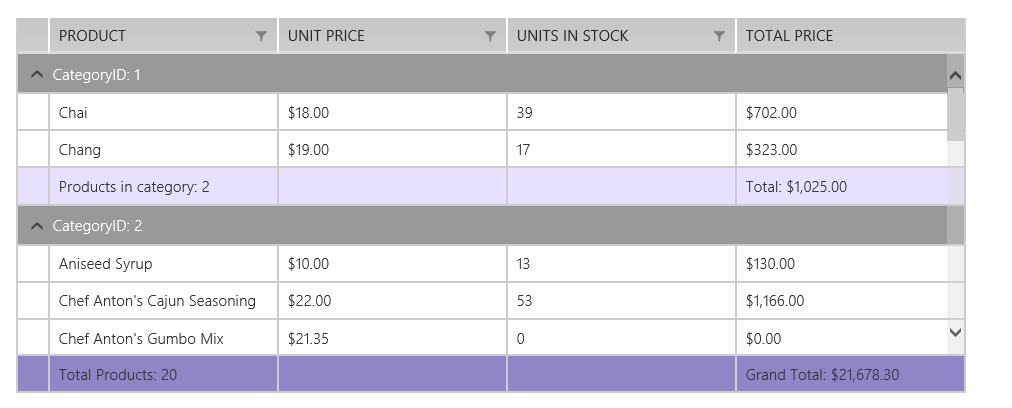 PRODUCT UNIT PRICE UNITS IN STOCK TOTAL PRICE
CategoryID: 1
Chai $18.00 39 $702.00
Chang $19.00 17 $323.00
Products in category: 2 Total: $1,025.00
CategoryID: 2
Aniseed Syrup $10.00 13 $130.00
Chef Anton's Cajun Seasoning $22.00 53 $1,166.00
Chef Anton's Gumbo Mix $21.35 0 $0.00
Total Products: 20 Grand Total: $21,678.30